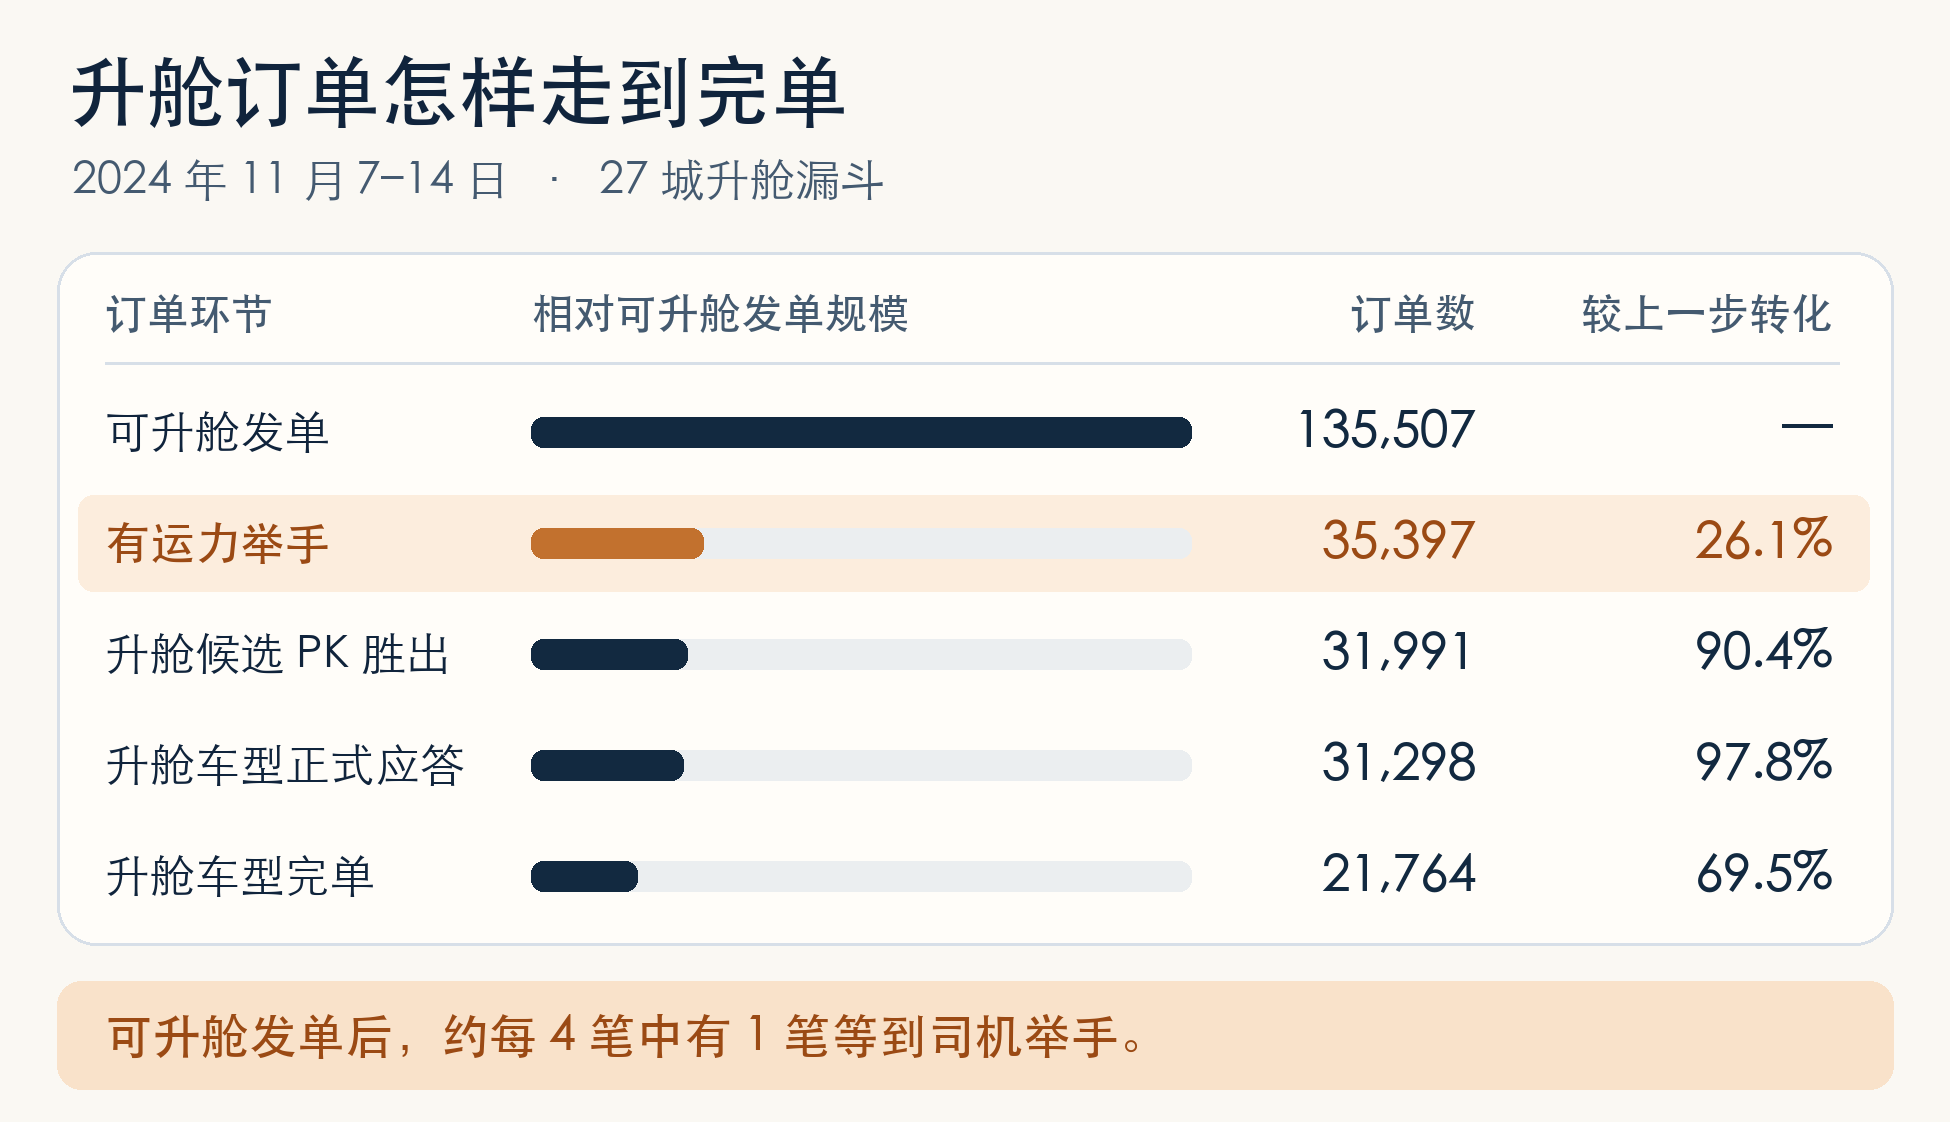 升舱订单怎样走到完单
2024 年 11 月 7–14 日 · 27 城升舱漏斗
订单环节 相对可升舱发单规模 订单数 较上一步转化
可升舱发单 135,507 —
有运力举手 35,397 26.1%
升舱候选 PK 胜出 31,991 90.4%
升舱车型正式应答 31,298 97.8%
升舱车型完单 21,764 69.5%
可升舱发单后，约每 4 笔中有 1 笔等到司机举手。